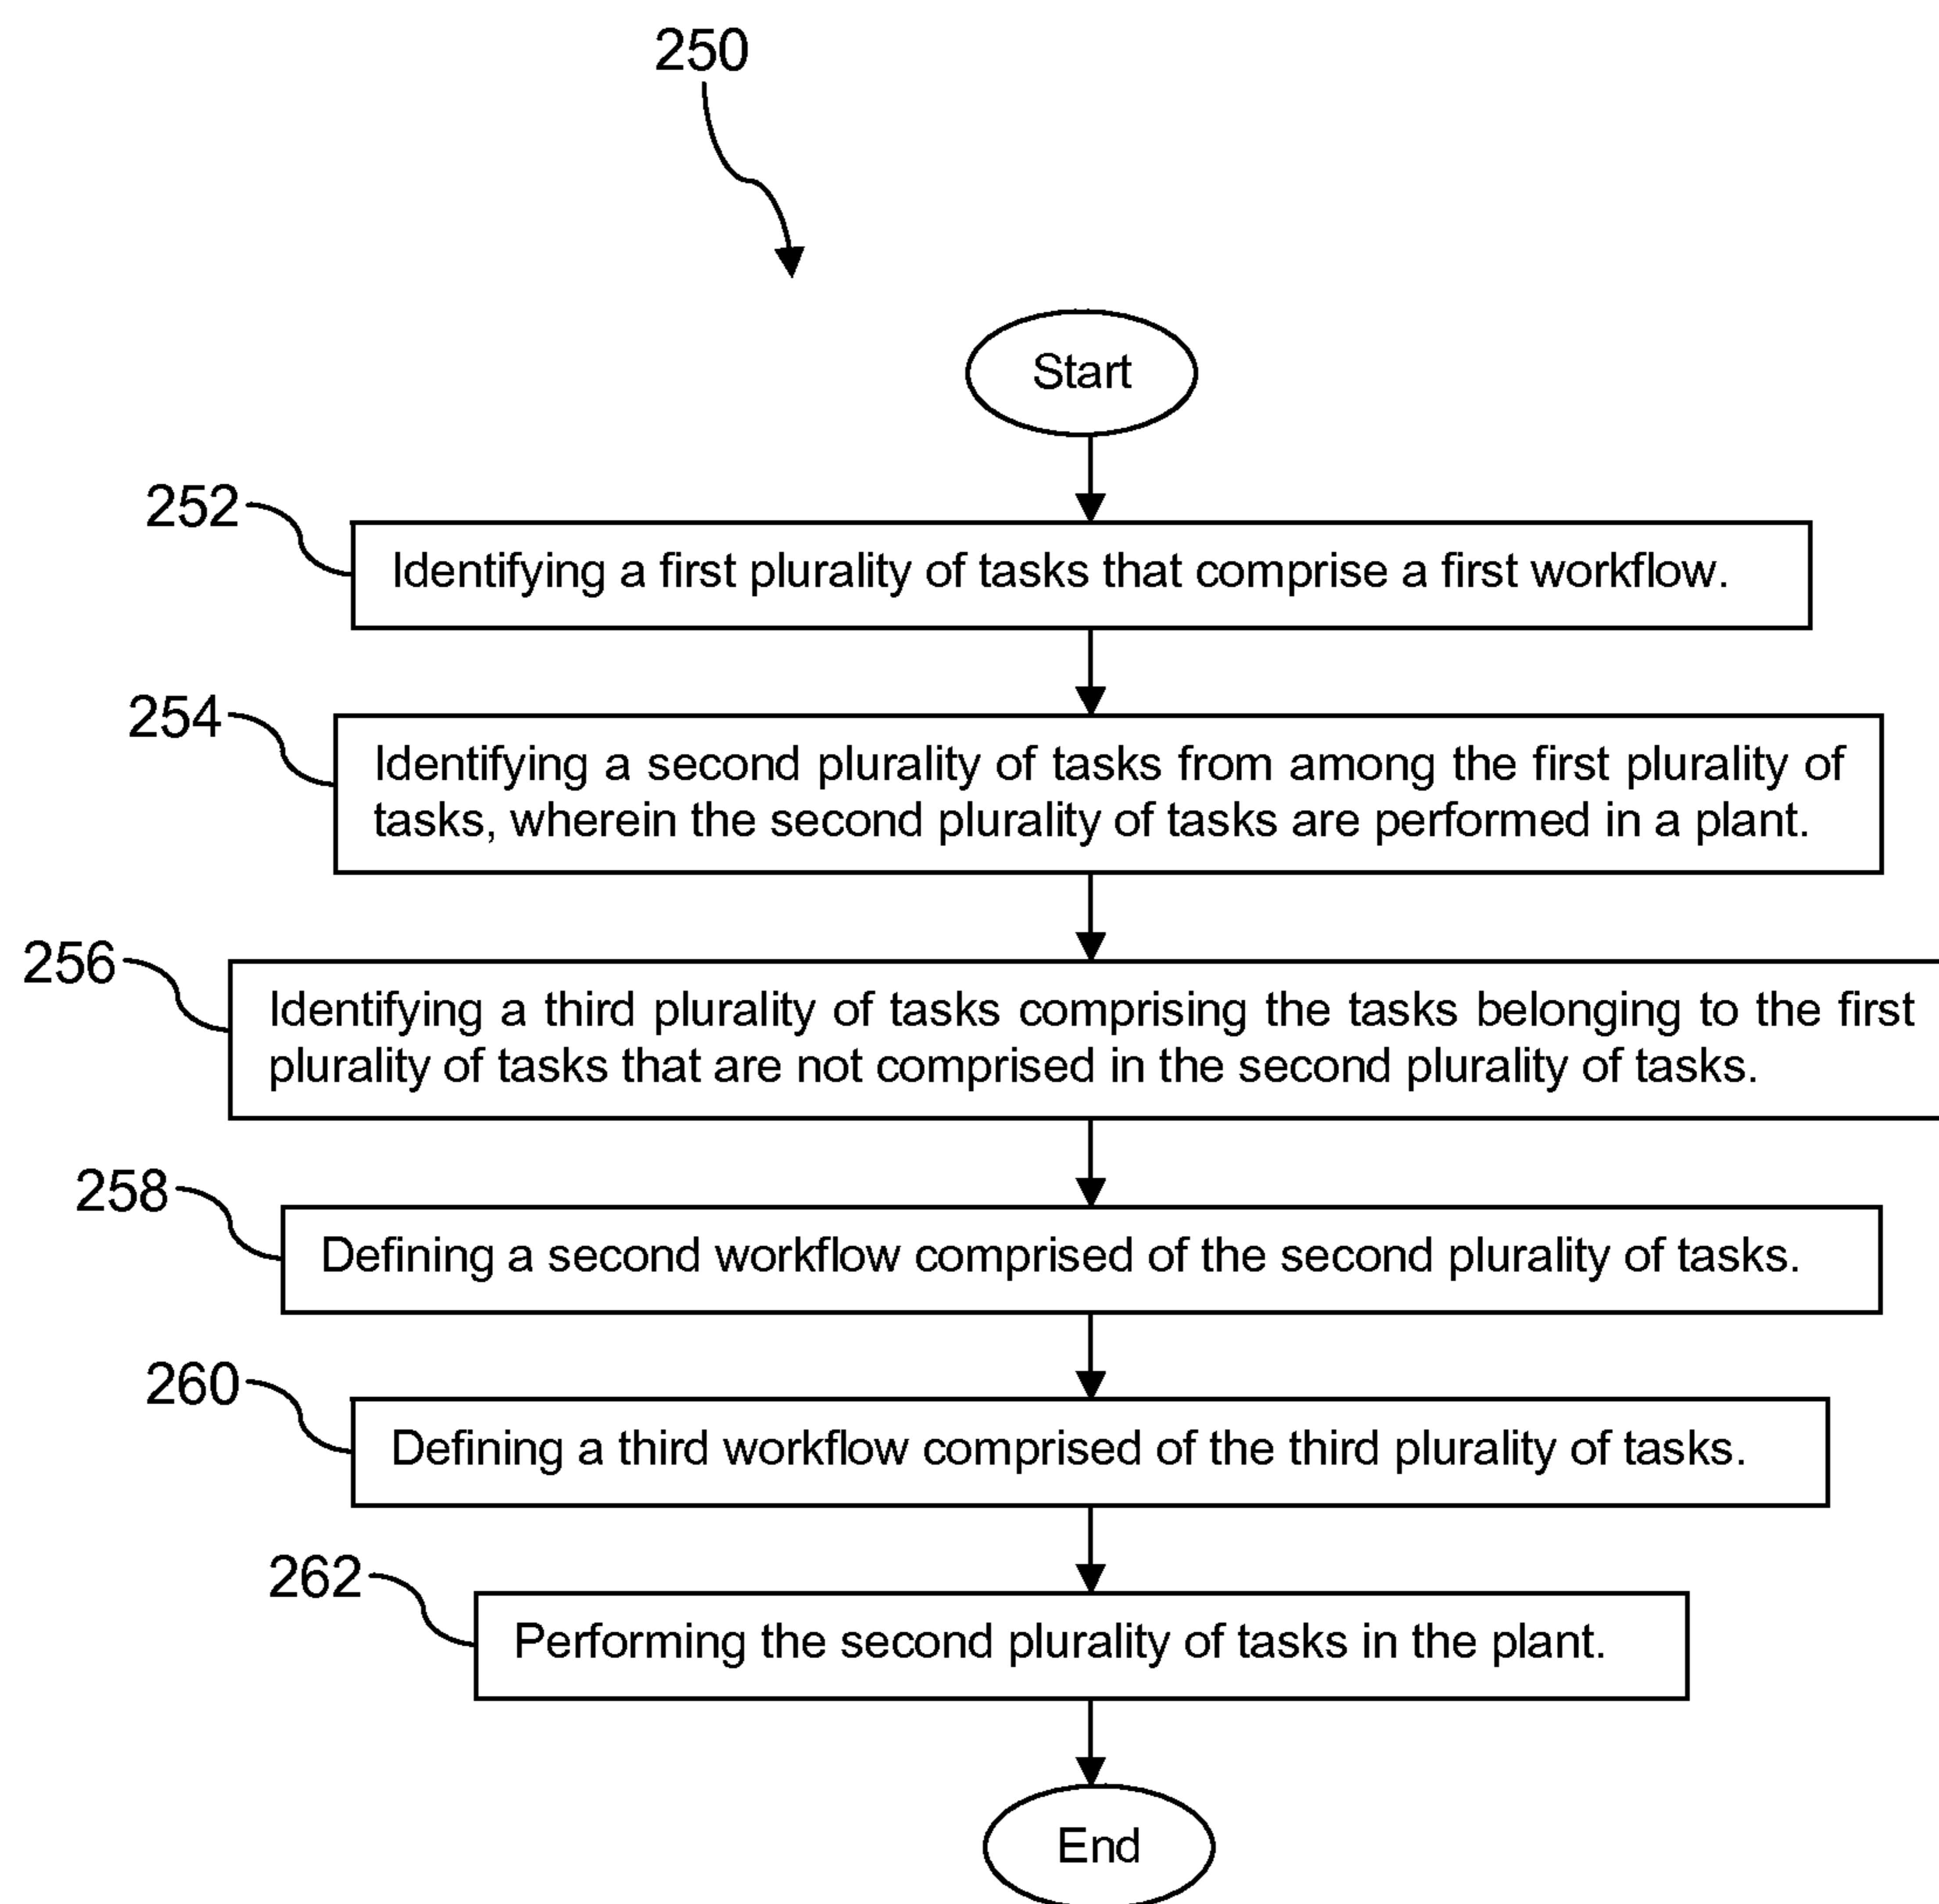 250
Start
252
Identifying a first plurality of tasks that comprise a first workflow.
254
Identifying a second plurality of tasks from among the first plurality of
tasks, wherein the second plurality of tasks are performed in a plant.
256
Identifying a third plurality of tasks comprising the tasks belonging to the first
plurality of tasks that are not comprised in the second plurality of tasks.
258
Defining a second workflow comprised of the second plurality of tasks.
260
Defining a third workflow comprised of the third plurality of tasks.
262
Performing the second plurality of tasks in the plant.
End